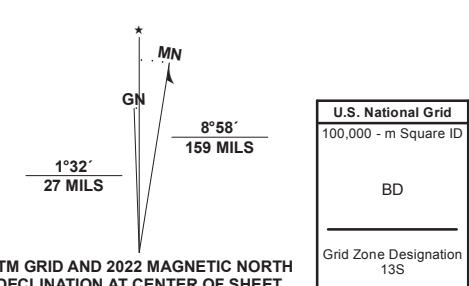 ★
MN
GN
8°58´
159 MILS
1°32´
27 MILS
TM GRID AND 2022 MAGNETIC NORTH
DECLINATION AT CENTER OF SHEET
U.S. National Grid
100,000 - m Square ID
BD
Grid Zone Designation
13S